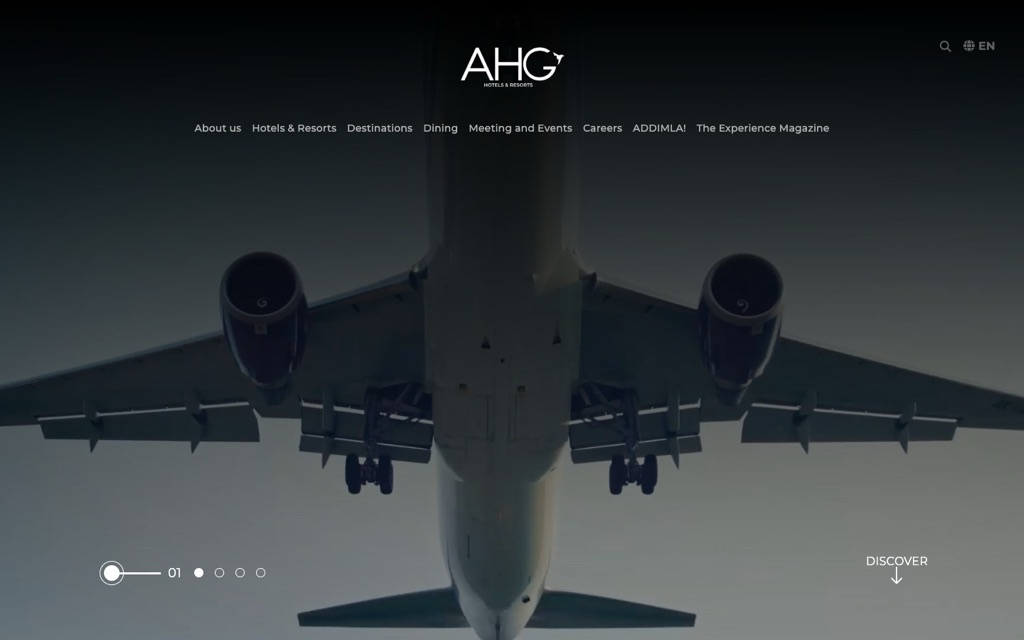 AHG
HOTELS & RESORTS
EN
About us Hotels & Resorts Destinations Dining Meeting and Events Careers ADDIMLA! The Experience Magazine
01
DISCOVER